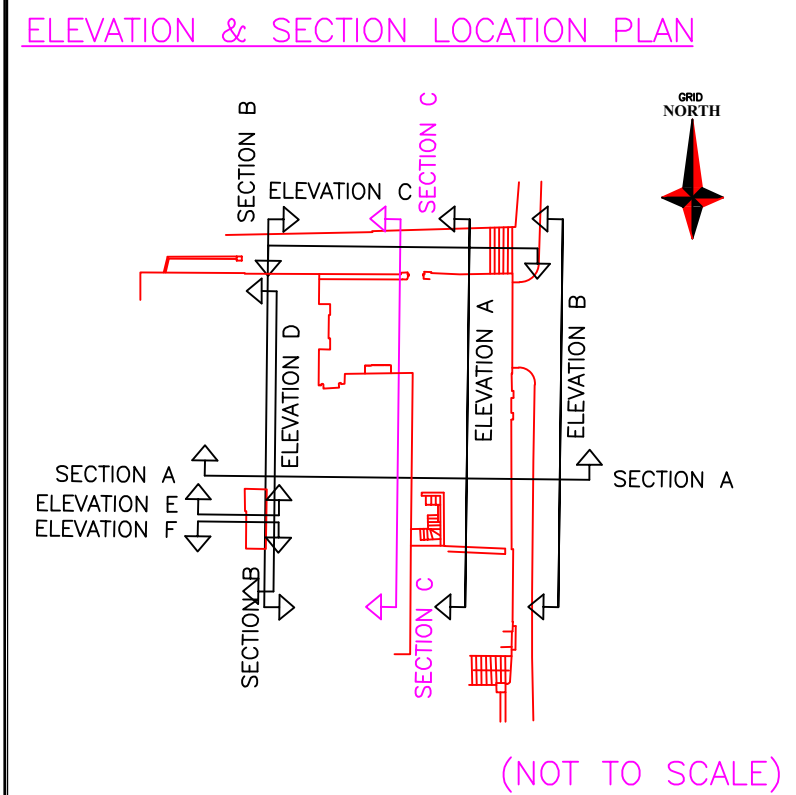 ELEVATION & SECTION LOCATION PLAN
GRID
NORTH
SECTION B
SECTION C
ELEVATION C
ELEVATION D
ELEVATION A
ELEVATION B
SECTION A
SECTION A
ELEVATION E
ELEVATION F
SECTION B
SECTION C
(NOT TO SCALE)